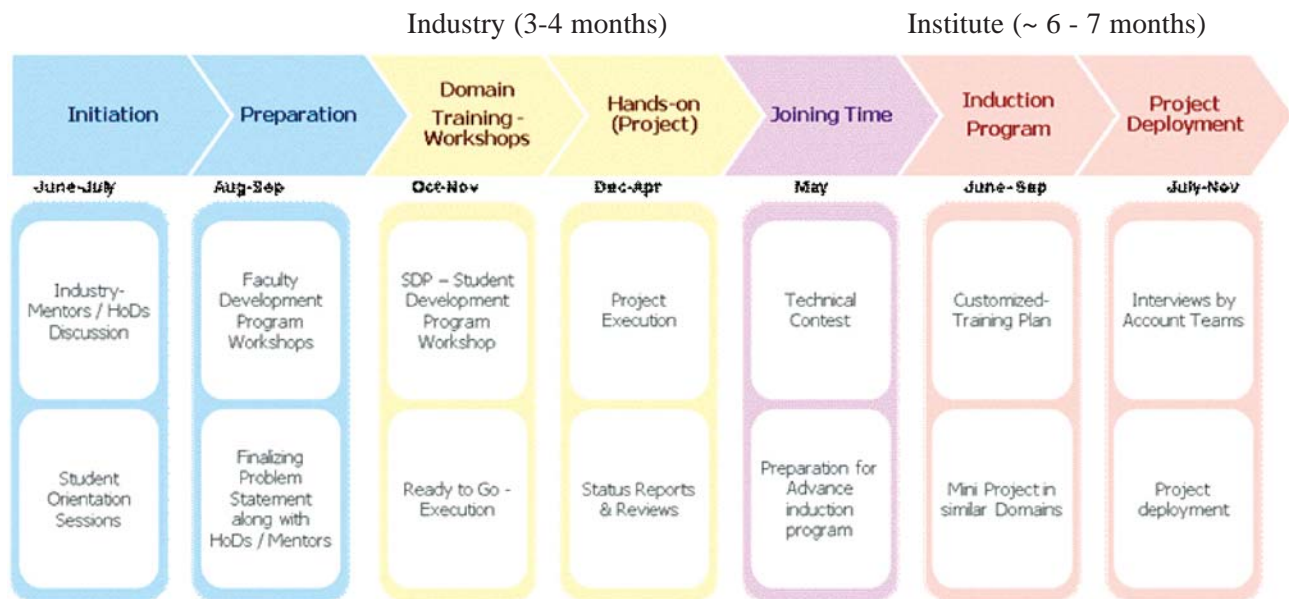 Industry (3-4 months)
Institute (~ 6 - 7 months)
Initiation
Preparation
Domain
Training -
Workshops
Hands-on
(Project)
Joining Time
Induction
Program
Project
Deployment
June-July
Aug-Sep
Oct-Nov
Dec-Apr
May
June-Sep
July-Nov
Industry-
Mentors / HoDs
Discussion
Faculty
Development
Program
Workshops
SDP – Student
Development
Program
Workshop
Project
Execution
Technical
Contest
Customized-
Training Plan
Interviews by
Account Teams
Student
Orientation
Sessions
Finalizing
Problem
Statement
along with
HoDs / Mentors
Ready to Go -
Execution
Status Reports
& Reviews
Preparation for
Advance
induction
program
Mini Project in
similar Domains
Project
deployment